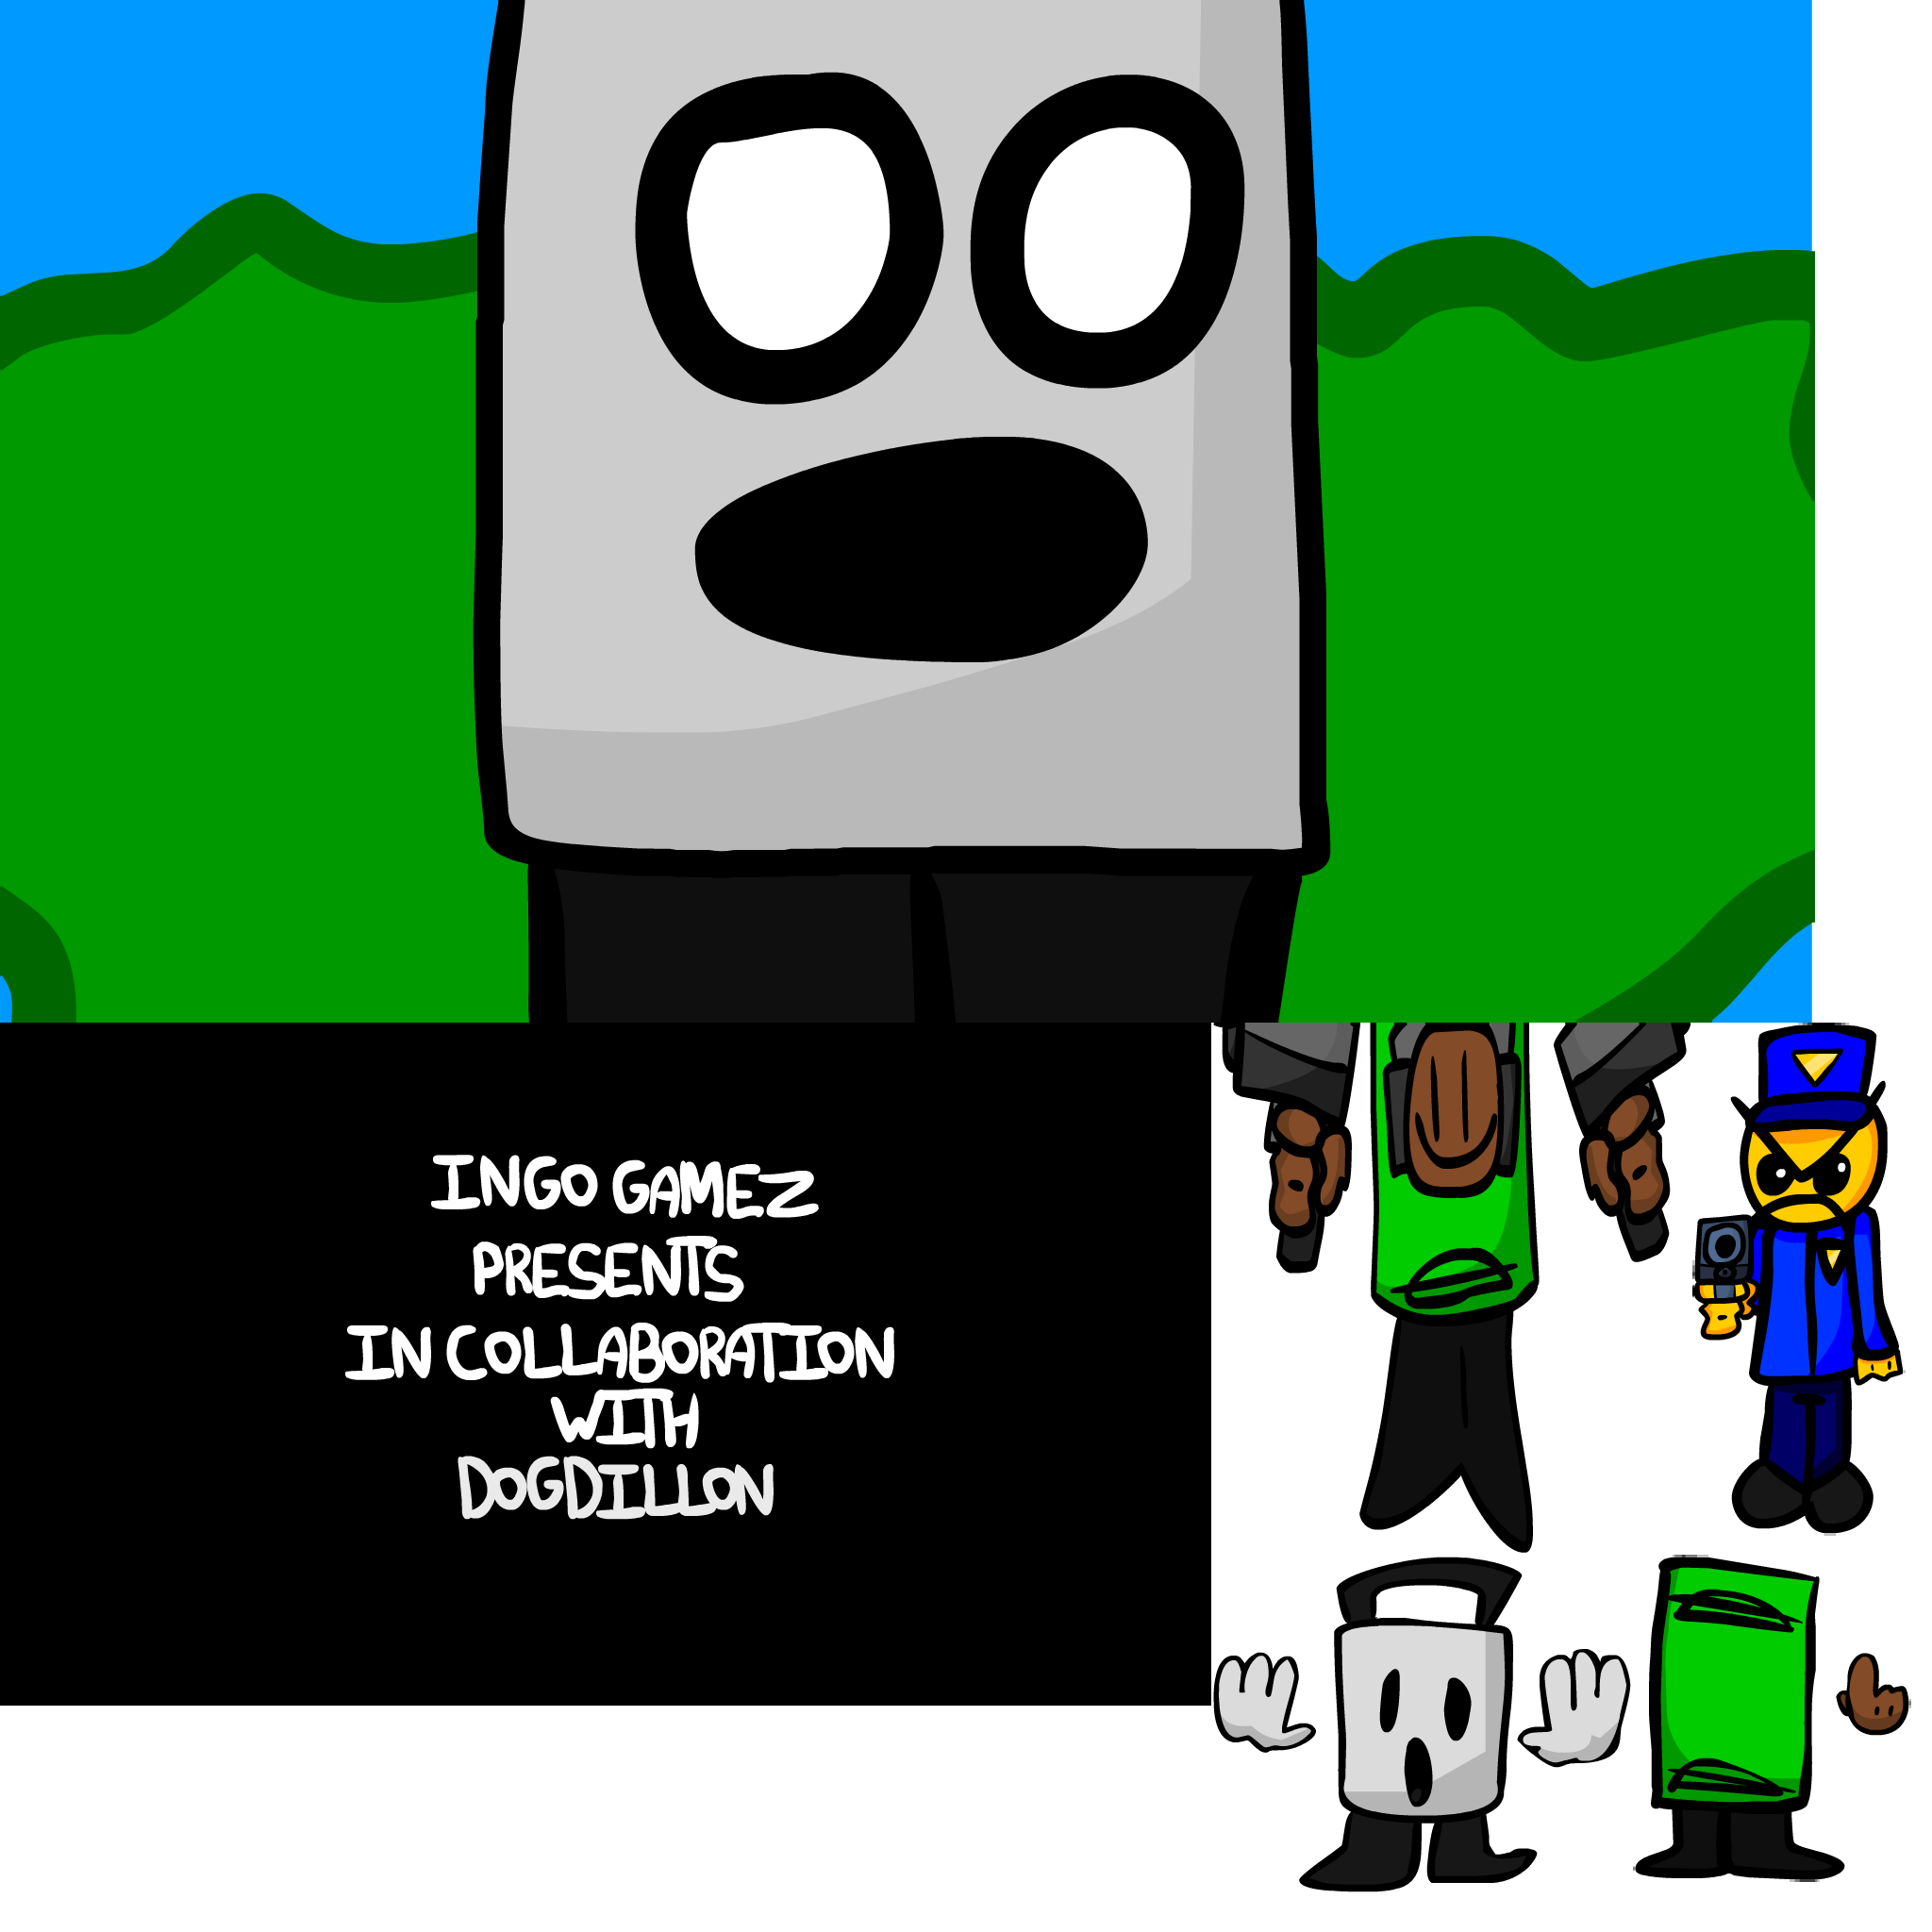 INGO GAMEZ
PRESENTS
IN COLLABORATION
WITH
DOGDILLON